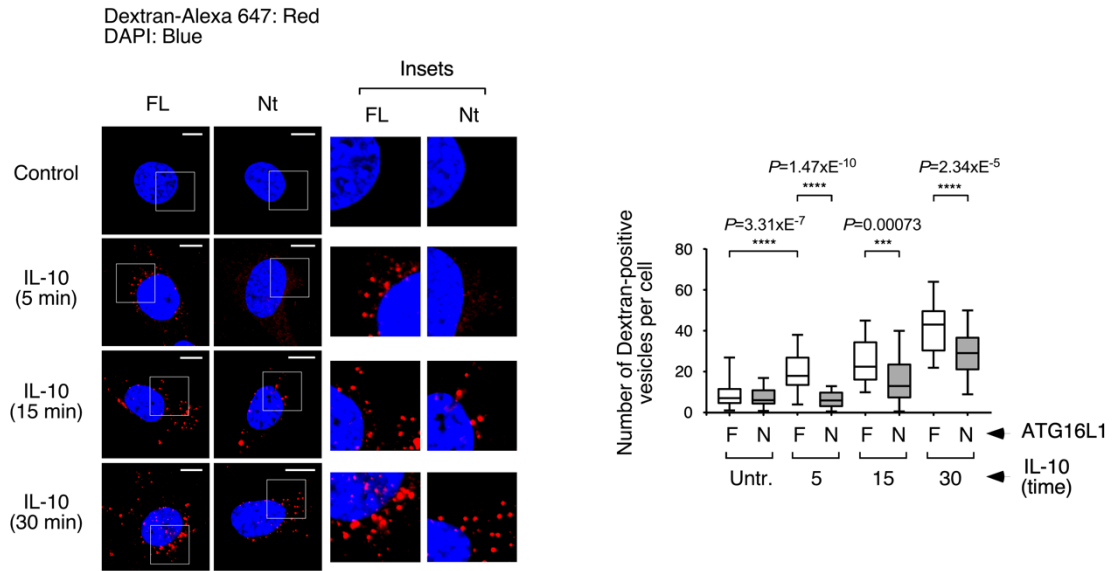 Dextran-Alexa 647: Red
DAPI: Blue
Insets
FL Nt FL Nt
Control
IL-10
(5 min)
IL-10
(15 min)
IL-10
(30 min)
P=1.47xE-10
****
P=2.34xE-5
****
P=3.31xE-7
****
P=0.00073
***
Number of Dextran-positive
vesicles per cell
80
60
40
20
0
F N F N F N F N
ATG16L1
Untr. 5 15 30
IL-10
(time)